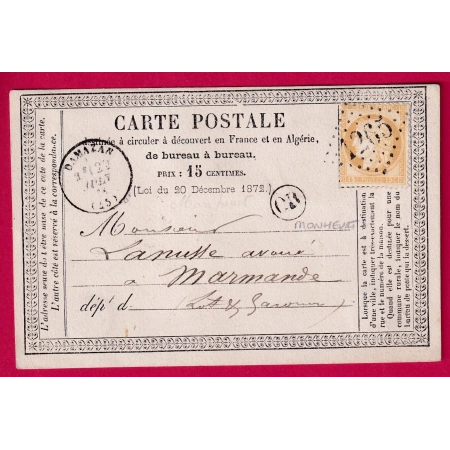 CARTE POSTALE
destinée à circuler à découvert en France et en Algérie,
de bureau à bureau.
PRIX : 15 CENTIMES.
(Loi du 20 Décembre 1872.)
DAMAZAN
(45)
1265
OR
MONHEURT
Monsieur
Lanusse avoué
a Marmande
dépt d Lot & Garonne
L'adresse seule doit être mise de ce côté de la carte.
L'autre côté est réservé à la correspondance.
Lorsque la carte est à destination
d'une ville, indiquer très-exactement la
rue et le numéro de la maison.
Quand elle est destinée pour une
commune rurale, indiquer le nom du
bureau de poste qui la dessert.